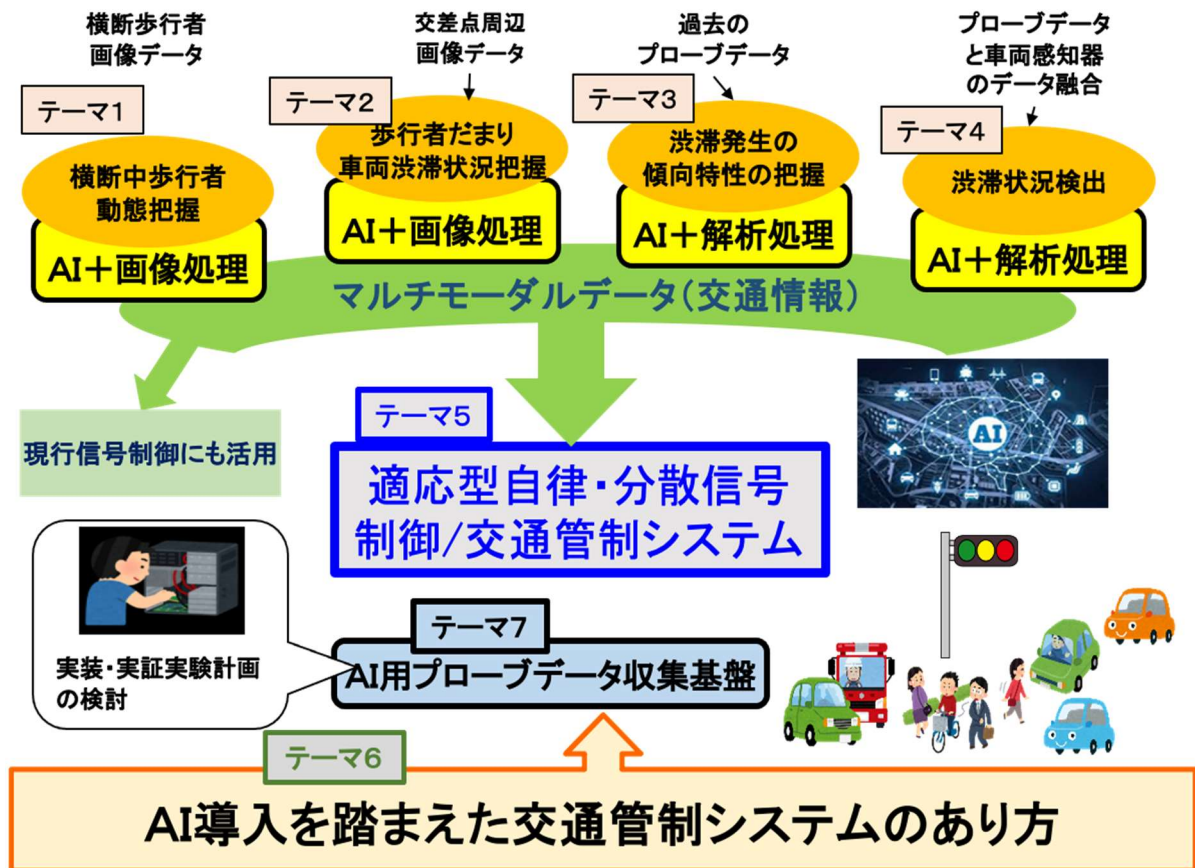 横断歩行者
画像データ
テーマ1
横断中歩行者
動態把握
AI＋画像処理
交差点周辺
画像データ
テーマ2
歩行者だまり
車両渋滞状況把握
AI＋画像処理
過去の
プローブデータ
テーマ3
渋滞発生の
傾向特性の把握
AI＋解析処理
プローブデータ
と車両感知器
のデータ融合
テーマ4
渋滞状況検出
AI＋解析処理
マルチモーダルデータ（交通情報）
現行信号制御にも活用
テーマ5
適応型自律・分散信号
制御/交通管制システム
AI
実装・実証実験計画
の検討
テーマ7
AI用プローブデータ収集基盤
テーマ6
AI導入を踏まえた交通管制システムのあり方